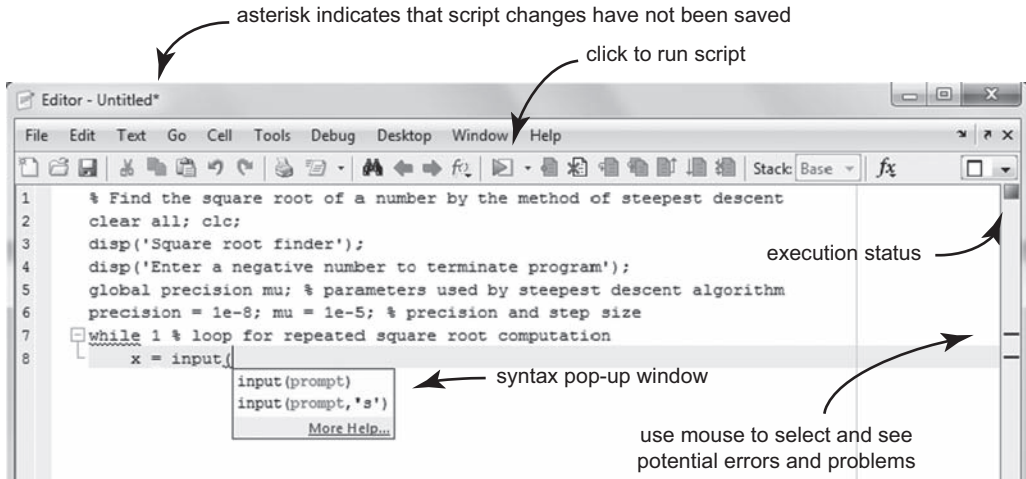 asterisk indicates that script changes have not been saved
click to run script
Editor - Untitled*
File Edit Text Go Cell Tools Debug Desktop Window Help
Stack: Base fx
1 % Find the square root of a number by the method of steepest descent
2 clear all; clc;
3 disp('Square root finder');
4 disp('Enter a negative number to terminate program');
5 global precision mu; % parameters used by steepest descent algorithm
6 precision = 1e-8; mu = 1e-5; % precision and step size
7 while 1 % loop for repeated square root computation
8 x = input(
input(prompt)
input(prompt,'s')
More Help...
execution status
syntax pop-up window
use mouse to select and see
potential errors and problems